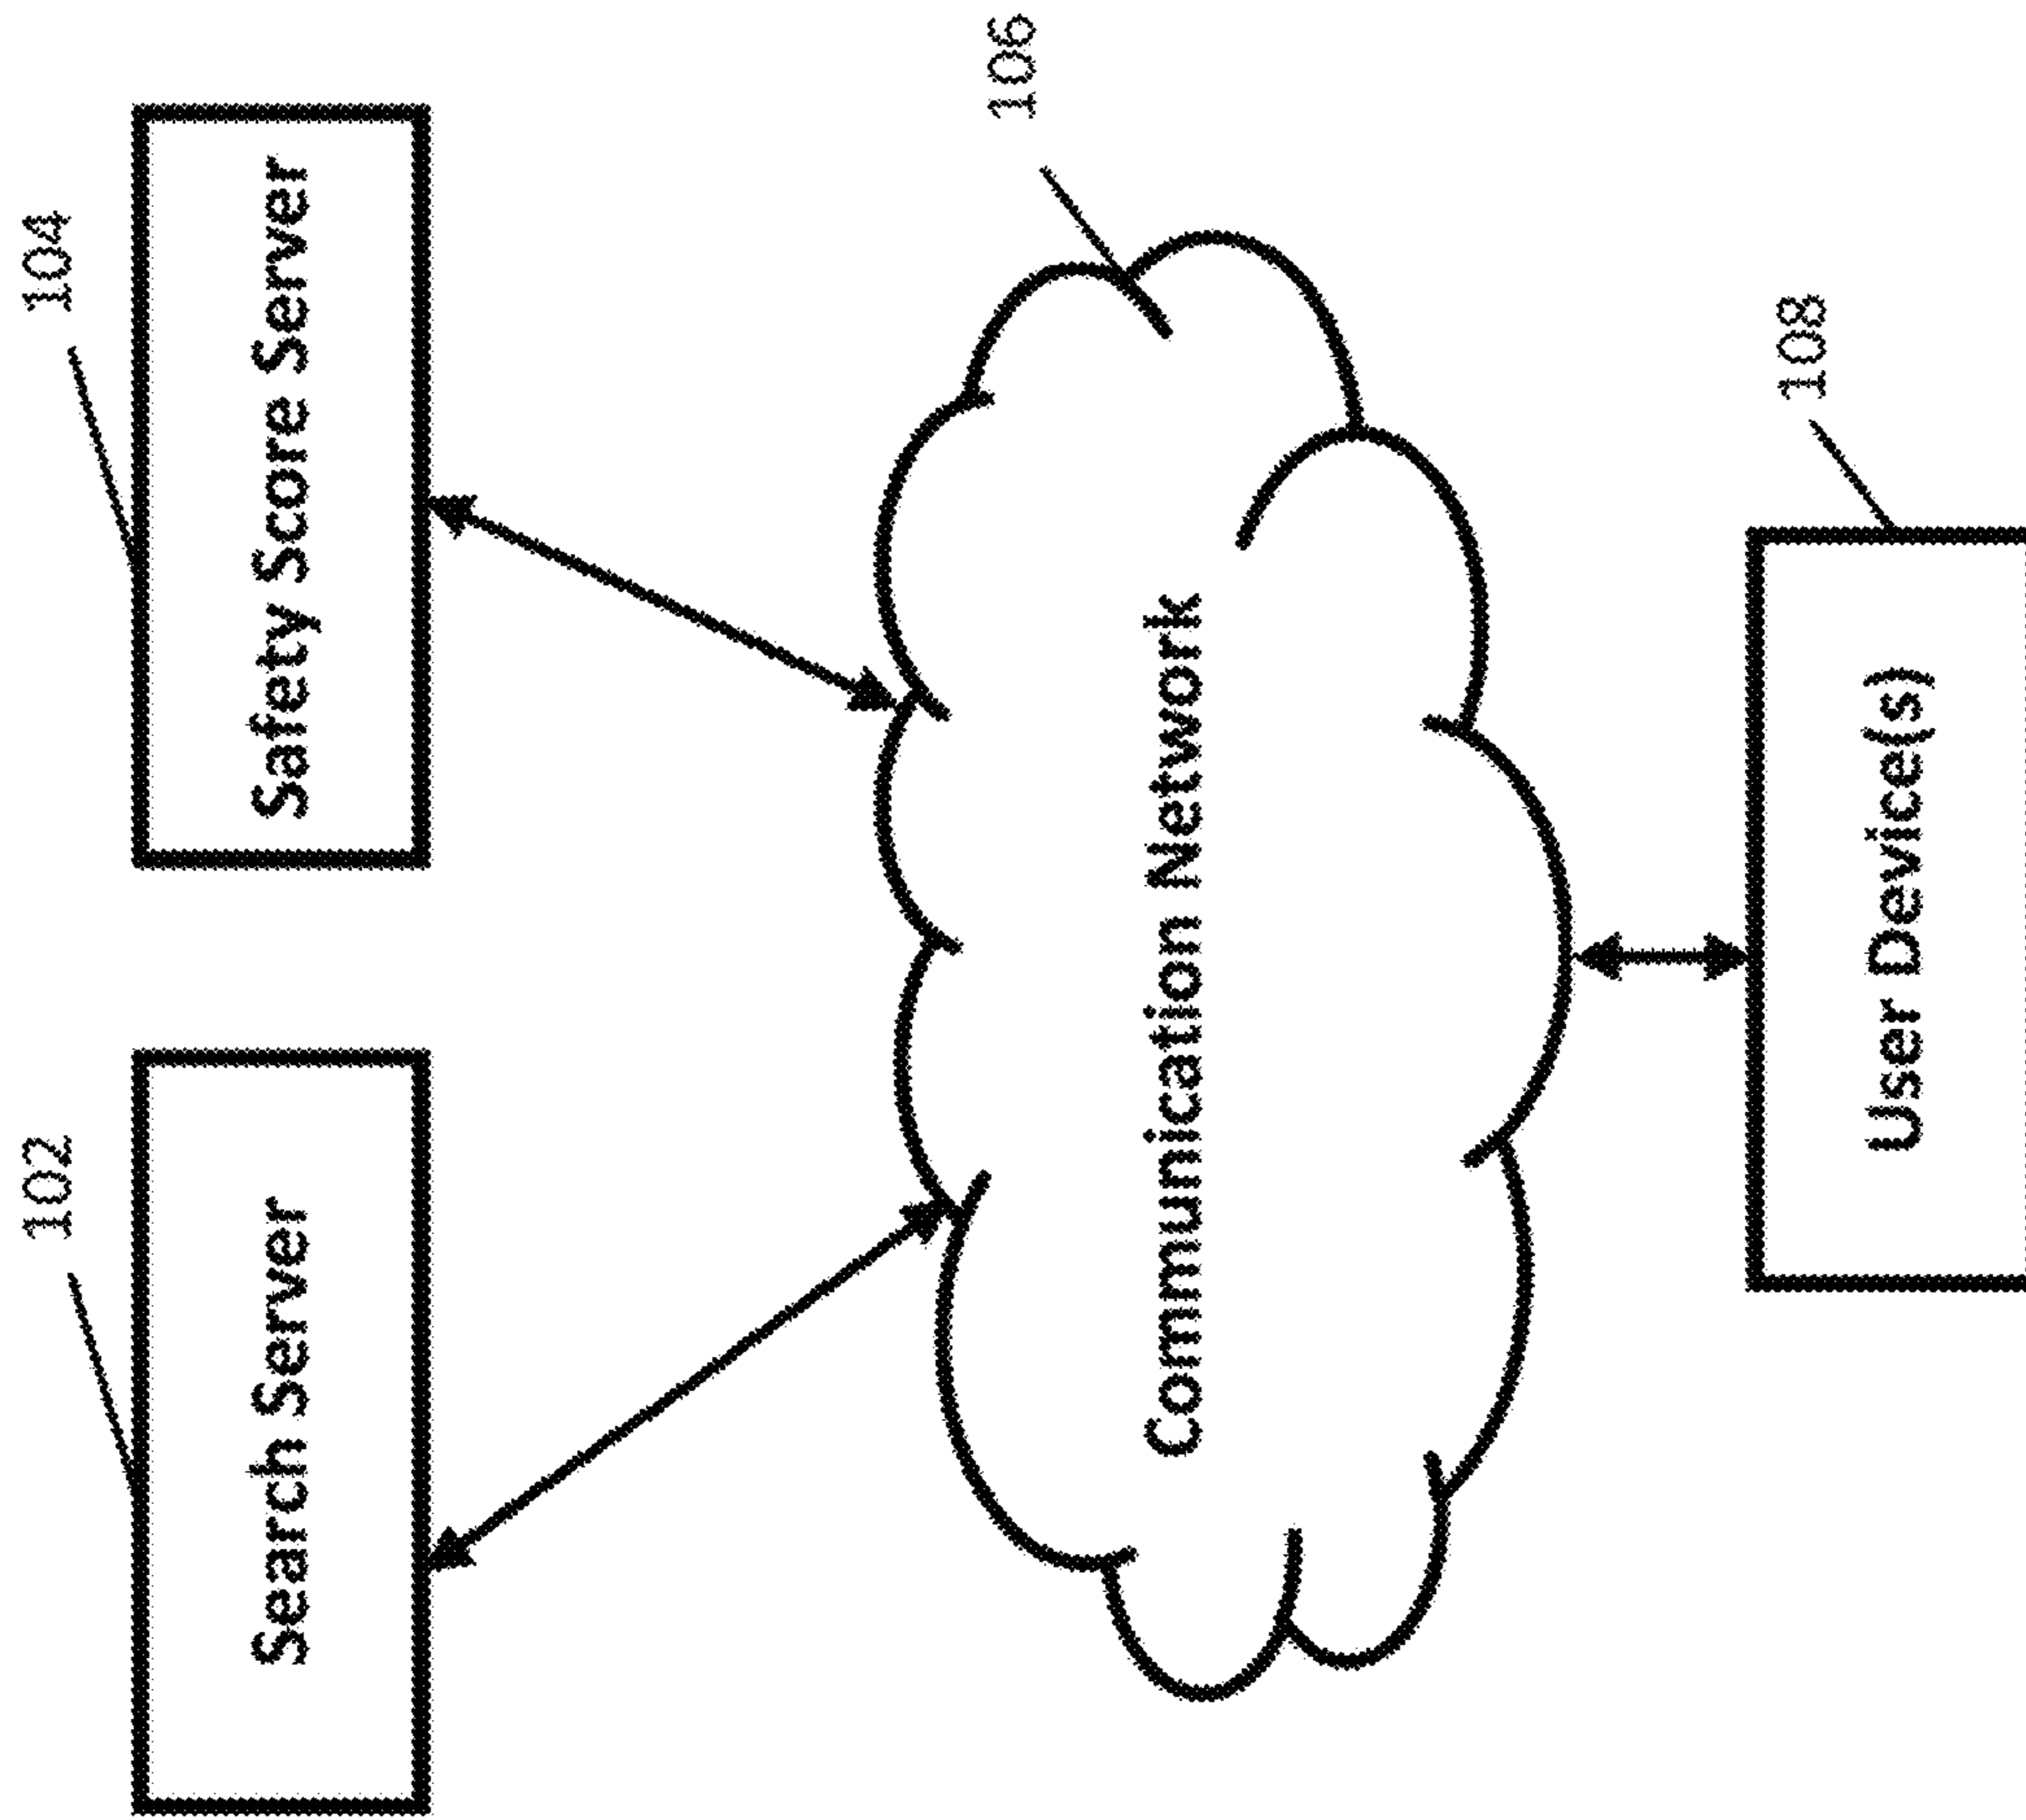 102
Search Server
104
Safety Score Server
106
Communication Network
108
User Device(s)